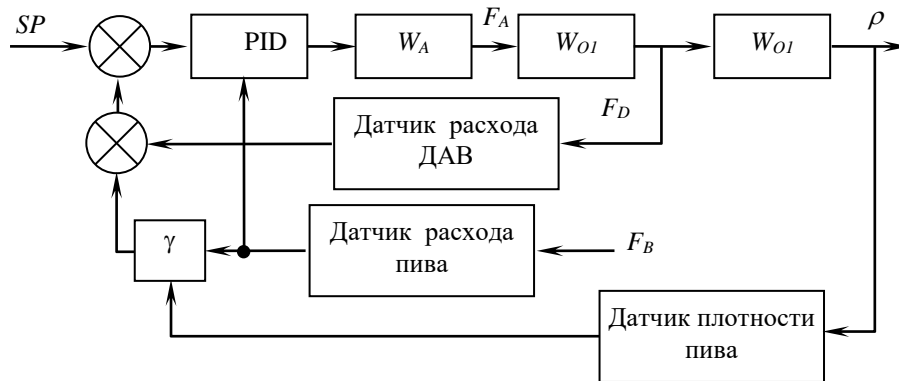 SP
PID
W_A
F_A
W_O1
W_O1
ρ
F_D
Датчик расхода
ДАВ
γ
Датчик расхода
пива
F_B
Датчик плотности
пива